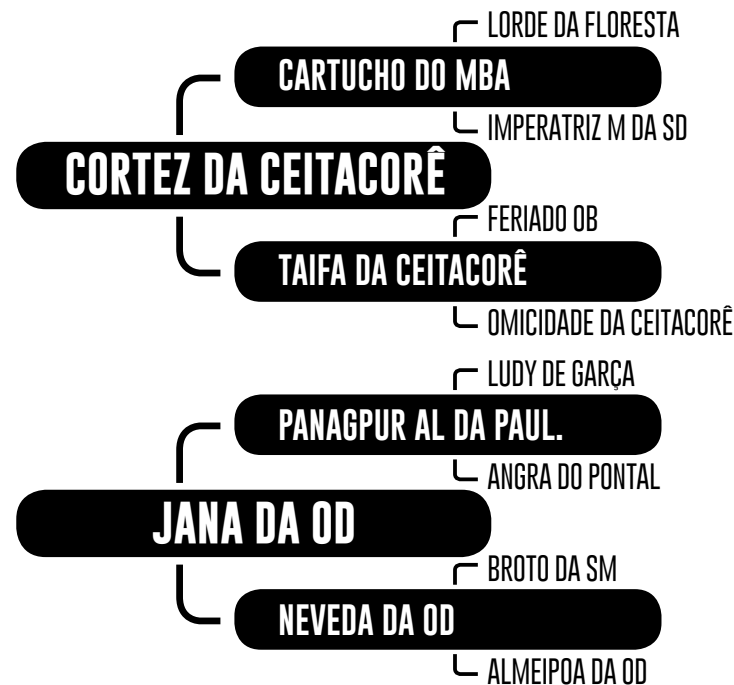 LORDE DA FLORESTA
CARTUCHO DO MBA
IMPERATRIZ M DA SD
CORTEZ DA CEITACORÊ
FERIADO OB
TAIFA DA CEITACORÊ
OMICIDADE DA CEITACORÊ
LUDY DE GARÇA
PANAGPUR AL DA PAUL.
ANGRA DO PONTAL
JANA DA OD
BROTO DA SM
NEVEDA DA OD
ALMEIPOA DA OD